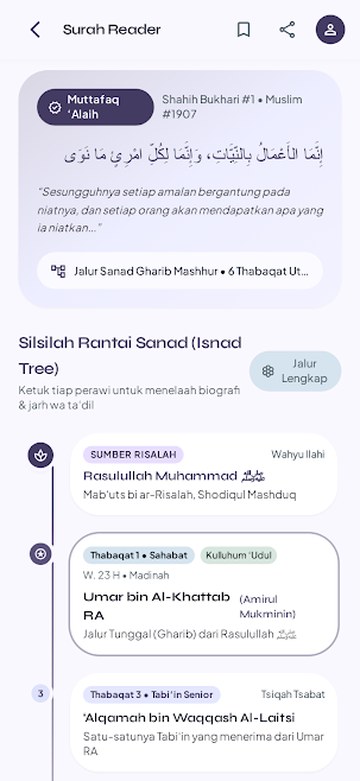 Surah Reader
Muttafaq
'Alaih
Shahih Bukhari #1 • Muslim
#1907
إِنَّمَا الأَعْمَالُ بِالنِّيَّاتِ، وَإِنَّمَا لِكُلِّ امْرِئٍ مَا نَوَى
"Sesungguhnya setiap amalan bergantung pada
niatnya, dan setiap orang akan mendapatkan apa yang
ia niatkan..."
Jalur Sanad Gharib Mashhur • 6 Thabaqat Ut...
Silsilah Rantai Sanad (Isnad
Tree)
Ketuk tiap perawi untuk menelaah biografi
& jarh wa ta'dil
Jalur
Lengkap
SUMBER RISALAH
Wahyu Ilahi
Rasulullah Muhammad ﷺ
Mab'uts bi ar-Risalah, Shodiqul Mashduq
Thabaqat 1 • Sahabat
Kulluhum 'Udul
W. 23 H • Madinah
Umar bin Al-Khattab
RA
(Amirul
Mukminin)
Jalur Tunggal (Gharib) dari Rasulullah ﷺ
3
Thabaqat 3 • Tabi'in Senior
Tsiqah Tsabat
'Alqamah bin Waqqash Al-Laitsi
Satu-satunya Tabi'in yang menerima dari Umar
RA